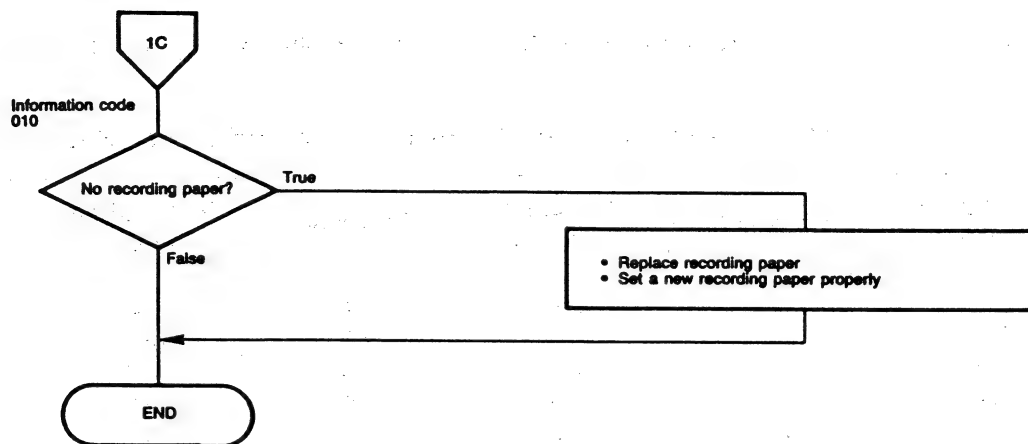 1C
Information code
010
No recording paper?
True
False
• Replace recording paper
• Set a new recording paper properly
END